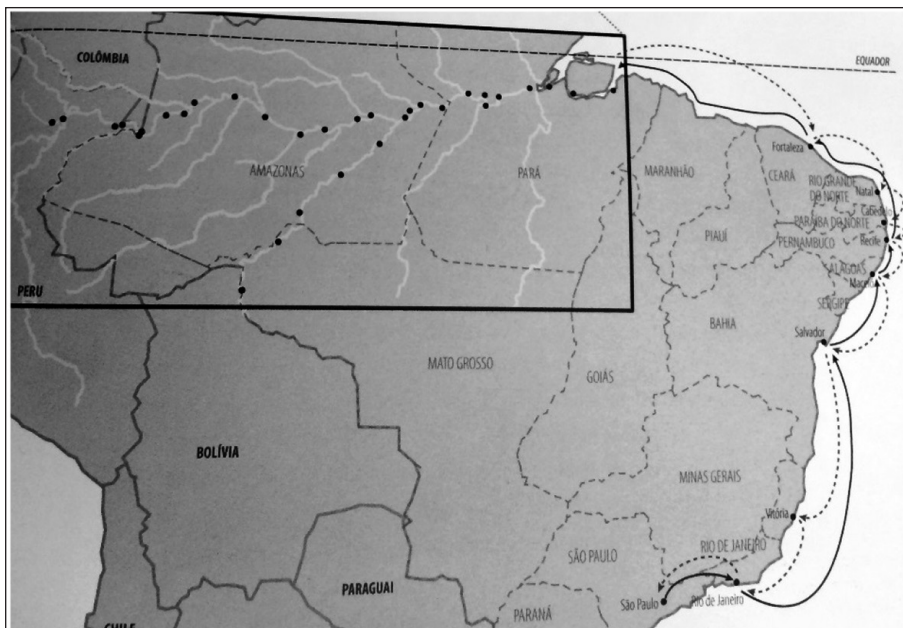 COLÔMBIA
EQUADOR
Fortaleza
AMAZONAS
PARÁ
MARANHÃO
CEARÁ
RIO GRANDE
DO NORTE
Natal
Cabedelo
PARAÍBA DO NORTE
Recife
PIAUÍ
PERNAMBUCO
ALAGOAS
Maceió
PERU
SERGIPE
BAHIA
Salvador
MATO GROSSO
GOIÁS
BOLÍVIA
MINAS GERAIS
Vitória
RIO DE JANEIRO
SÃO PAULO
PARAGUAI
São Paulo
Rio de Janeiro
PARANÁ
CHILE